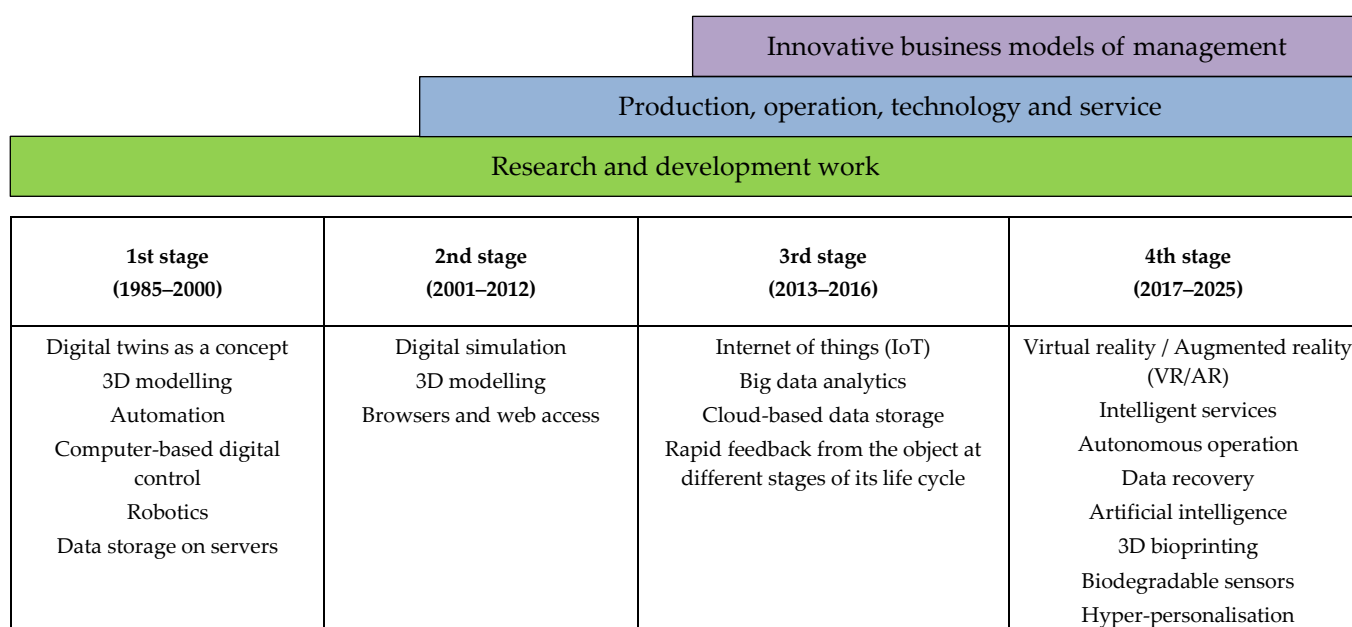 Innovative business models of management
Production, operation, technology and service
Research and development work
1st stage
(1985–2000)
2nd stage
(2001–2012)
3rd stage
(2013–2016)
4th stage
(2017–2025)
Digital twins as a concept
3D modelling
Automation
Computer-based digital
control
Robotics
Data storage on servers
Digital simulation
3D modelling
Browsers and web access
Internet of things (IoT)
Big data analytics
Cloud-based data storage
Rapid feedback from the object at
different stages of its life cycle
Virtual reality / Augmented reality
(VR/AR)
Intelligent services
Autonomous operation
Data recovery
Artificial intelligence
3D bioprinting
Biodegradable sensors
Hyper-personalisation